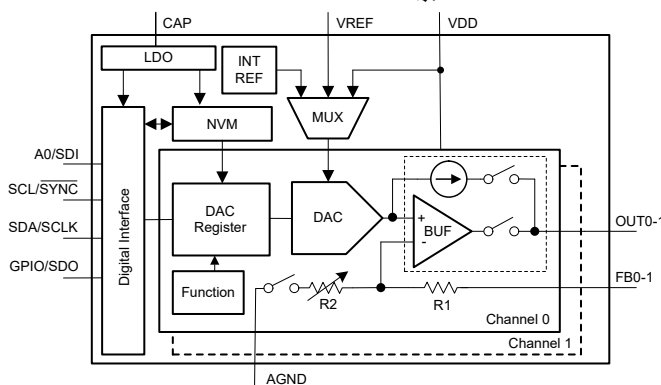 CAP
VREF
VDD
LDO
INT
REF
MUX
NVM
A0/SDI
SCL/SYNC
SDA/SCLK
GPIO/SDO
Digital Interface
DAC
Register
DAC
+
BUF
-
OUT0-1
Function
R2
R1
FB0-1
Channel 0
Channel 1
AGND